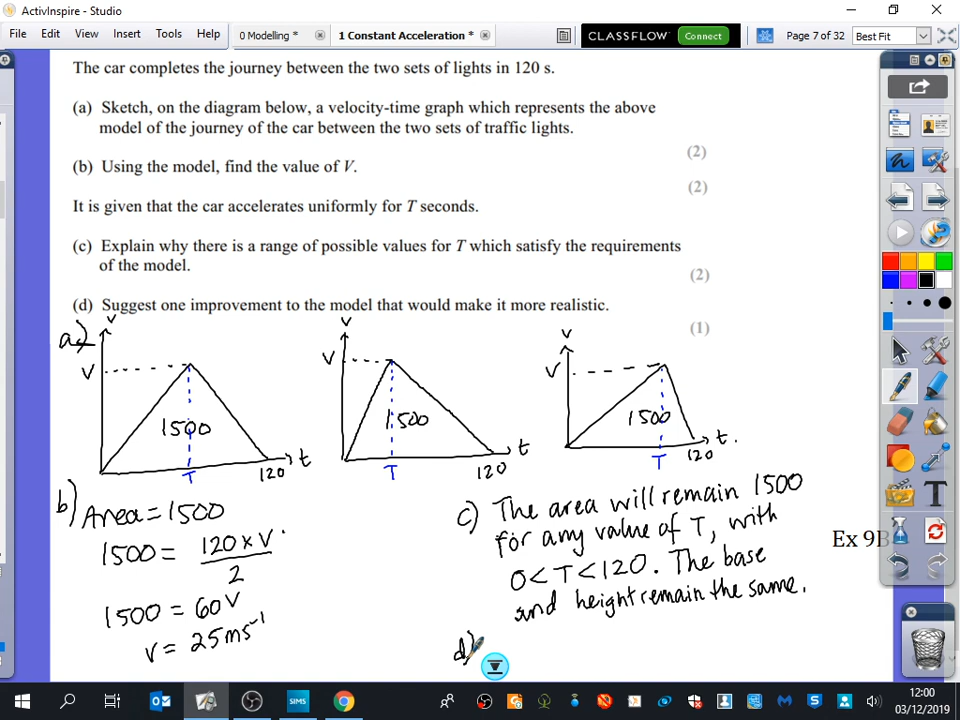 ActivInspire - Studio
File Edit View Insert Tools Help
0 Modelling *
1 Constant Acceleration *
CLASSFLOW Connect
Page 7 of 32
Best Fit
The car completes the journey between the two sets of lights in 120 s.
(a) Sketch, on the diagram below, a velocity-time graph which represents the above
model of the journey of the car between the two sets of traffic lights.
(2)
(b) Using the model, find the value of V.
(2)
It is given that the car accelerates uniformly for T seconds.
(c) Explain why there is a range of possible values for T which satisfy the requirements
of the model.
(2)
(d) Suggest one improvement to the model that would make it more realistic.
(1)
a)
v
V
1500
T
120
t
v
V
1500
T
120
t
v
V
1500
T
120
t.
b) Area = 1500
1500 = 120 × V
2
1500 = 60V
V = 25ms⁻¹
c) The area will remain 1500
for any value of T, with
0 < T < 120. The base
and height remain the same.
d)
Ex 9B
T
SIMS
12:00
03/12/2019